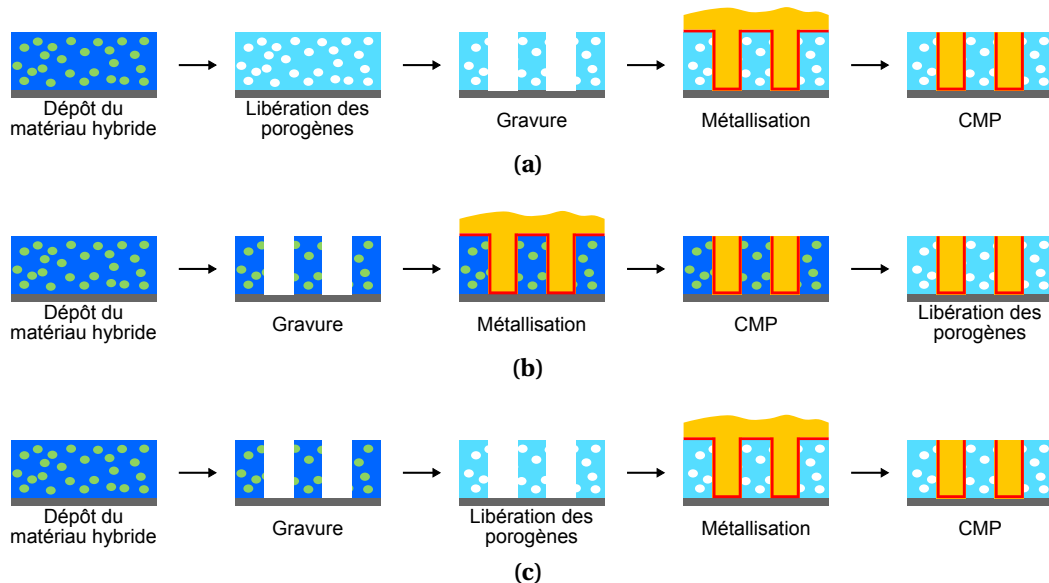 Dépôt du
matériau hybride
Libération des
porogènes
Gravure
Métallisation
CMP
(a)
Dépôt du
matériau hybride
Gravure
Métallisation
CMP
Libération des
porogènes
(b)
Dépôt du
matériau hybride
Gravure
Libération des
porogènes
Métallisation
CMP
(c)